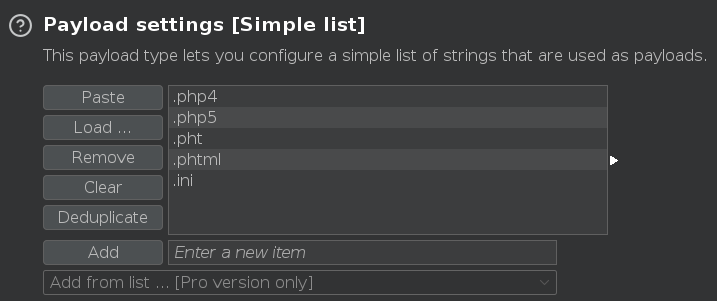 Payload settings [Simple list]
This payload type lets you configure a simple list of strings that are used as payloads.
Paste
Load ...
Remove
Clear
Deduplicate
.php4
.php5
.pht
.phtml
.ini
Add
Enter a new item
Add from list ... [Pro version only]